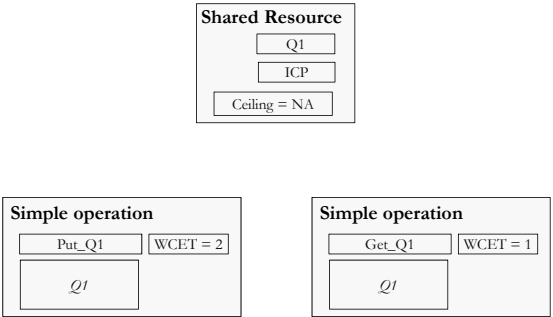 Shared Resource
Q1
ICP
Ceiling = NA
Simple operation
Put_Q1 WCET = 2
Q1
Simple operation
Get_Q1 WCET = 1
Q1